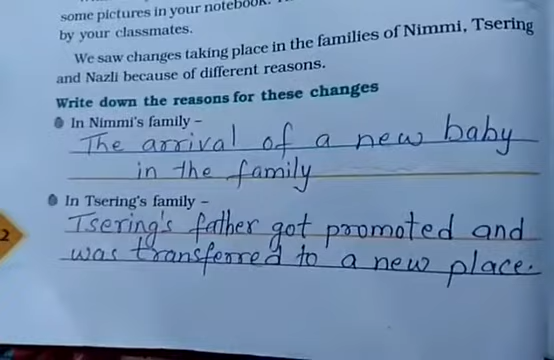 some pictures in your notebook.
by your classmates.
We saw changes taking place in the families of Nimmi, Tsering
and Nazli because of different reasons.
Write down the reasons for these changes
In Nimmi's family –
The arrival of a new baby
in the family
In Tsering's family –
Tsering's father got promoted and
was transferred to a new place.
2